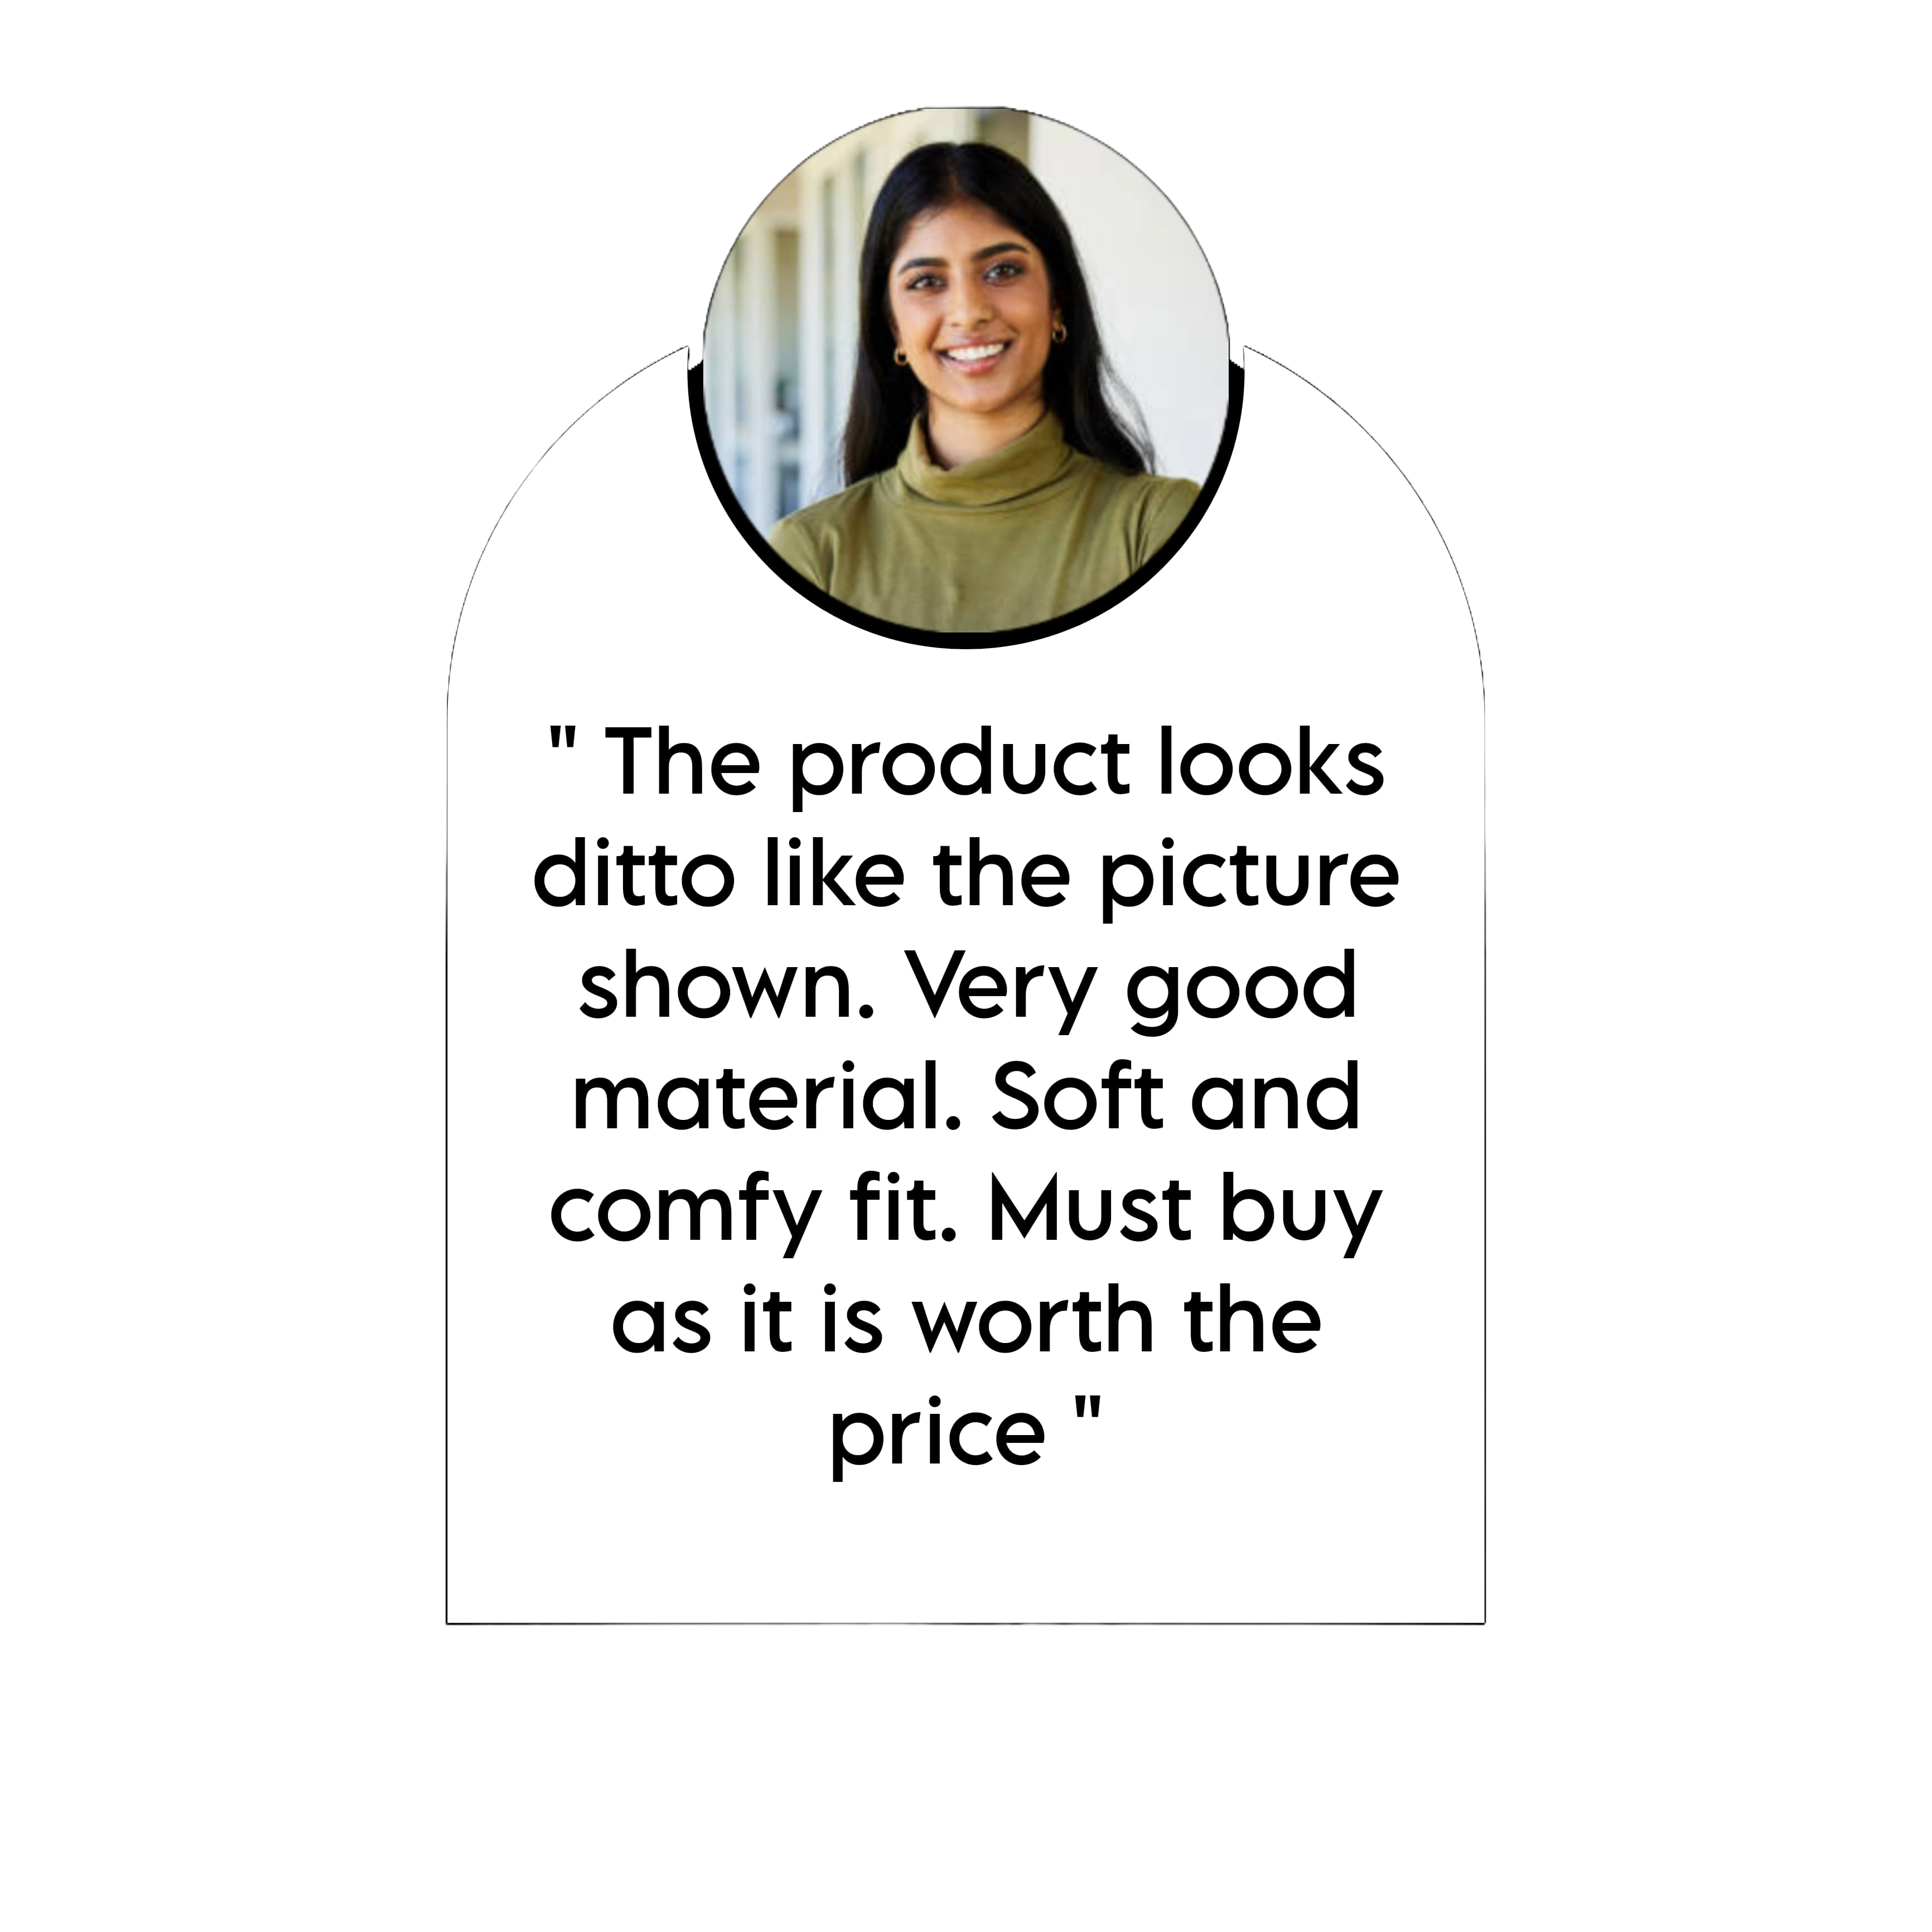 " The product looks
ditto like the picture
shown. Very good
material. Soft and
comfy fit. Must buy
as it is worth the
price "